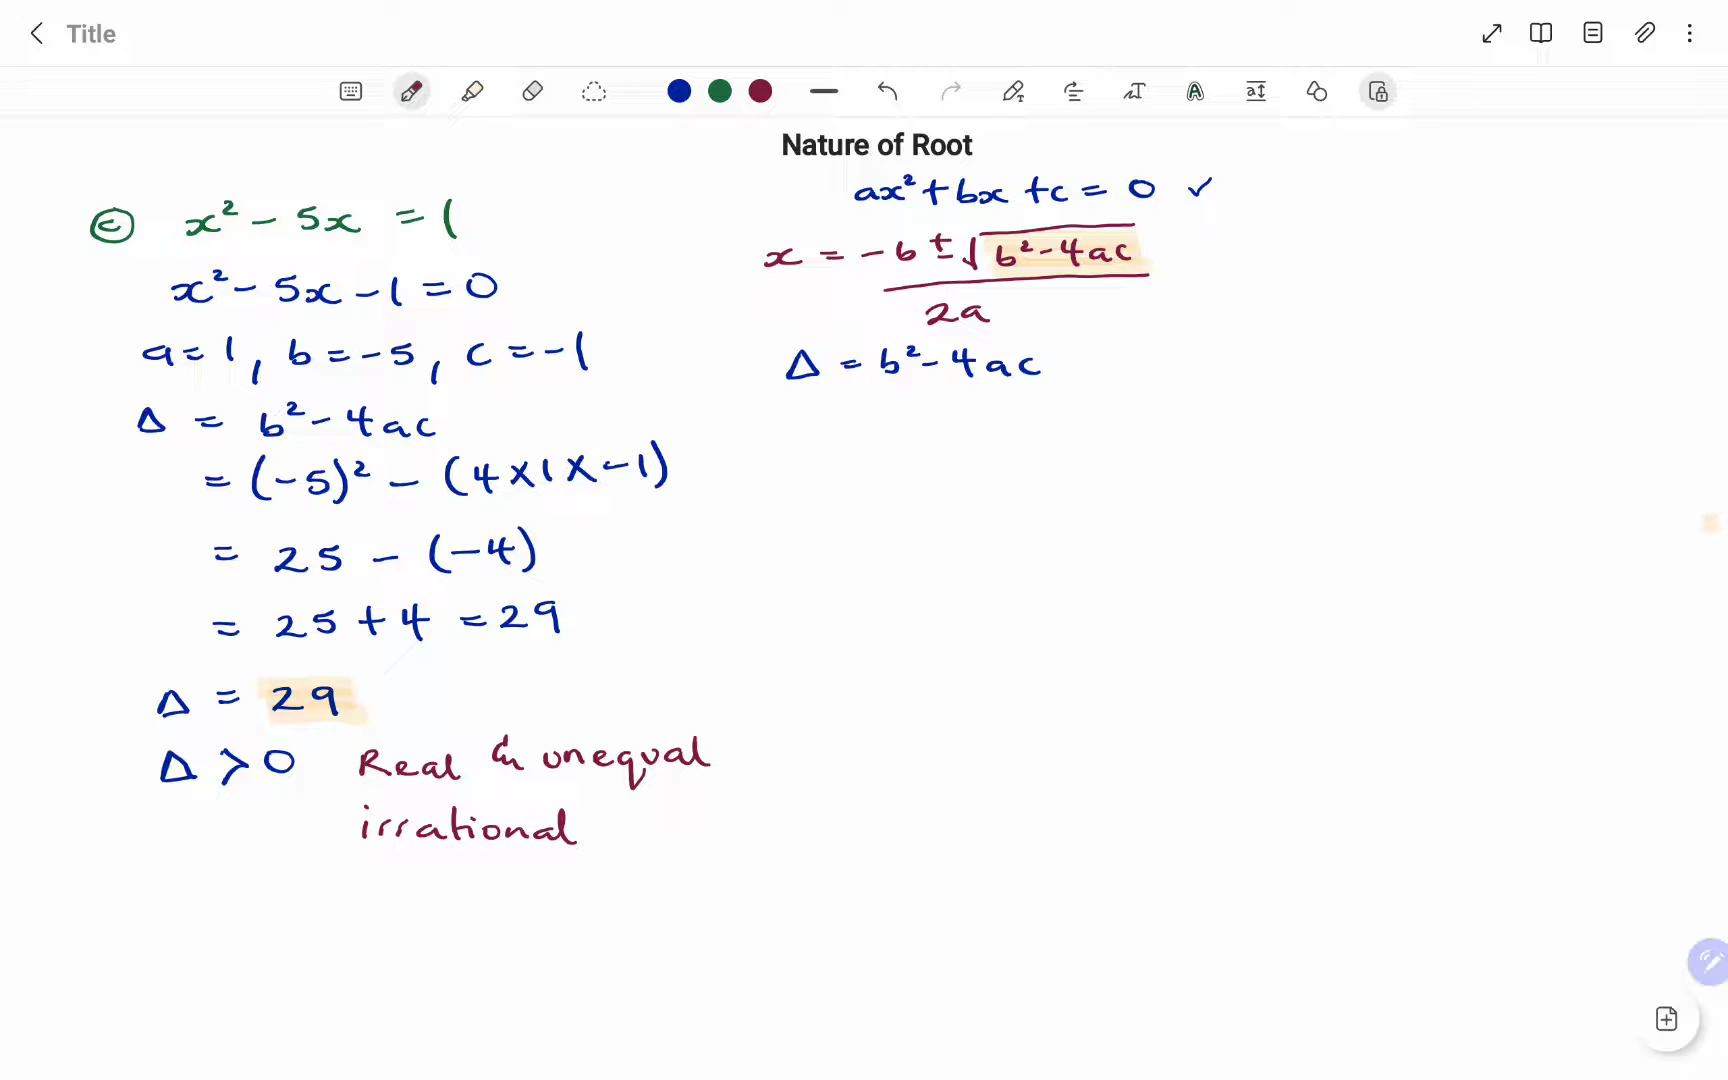 Title
Nature of Root
ax² + bx + c = 0 ✓
x = -b ± √b² - 4ac
2a
Δ = b² - 4ac
ⓒ x² - 5x = 1
x² - 5x - 1 = 0
a = 1, b = -5, c = -1
Δ = b² - 4ac
= (-5)² - (4×1×-1)
= 25 - (-4)
= 25 + 4 = 29
Δ = 29
Δ > 0 Real & unequal
irrational